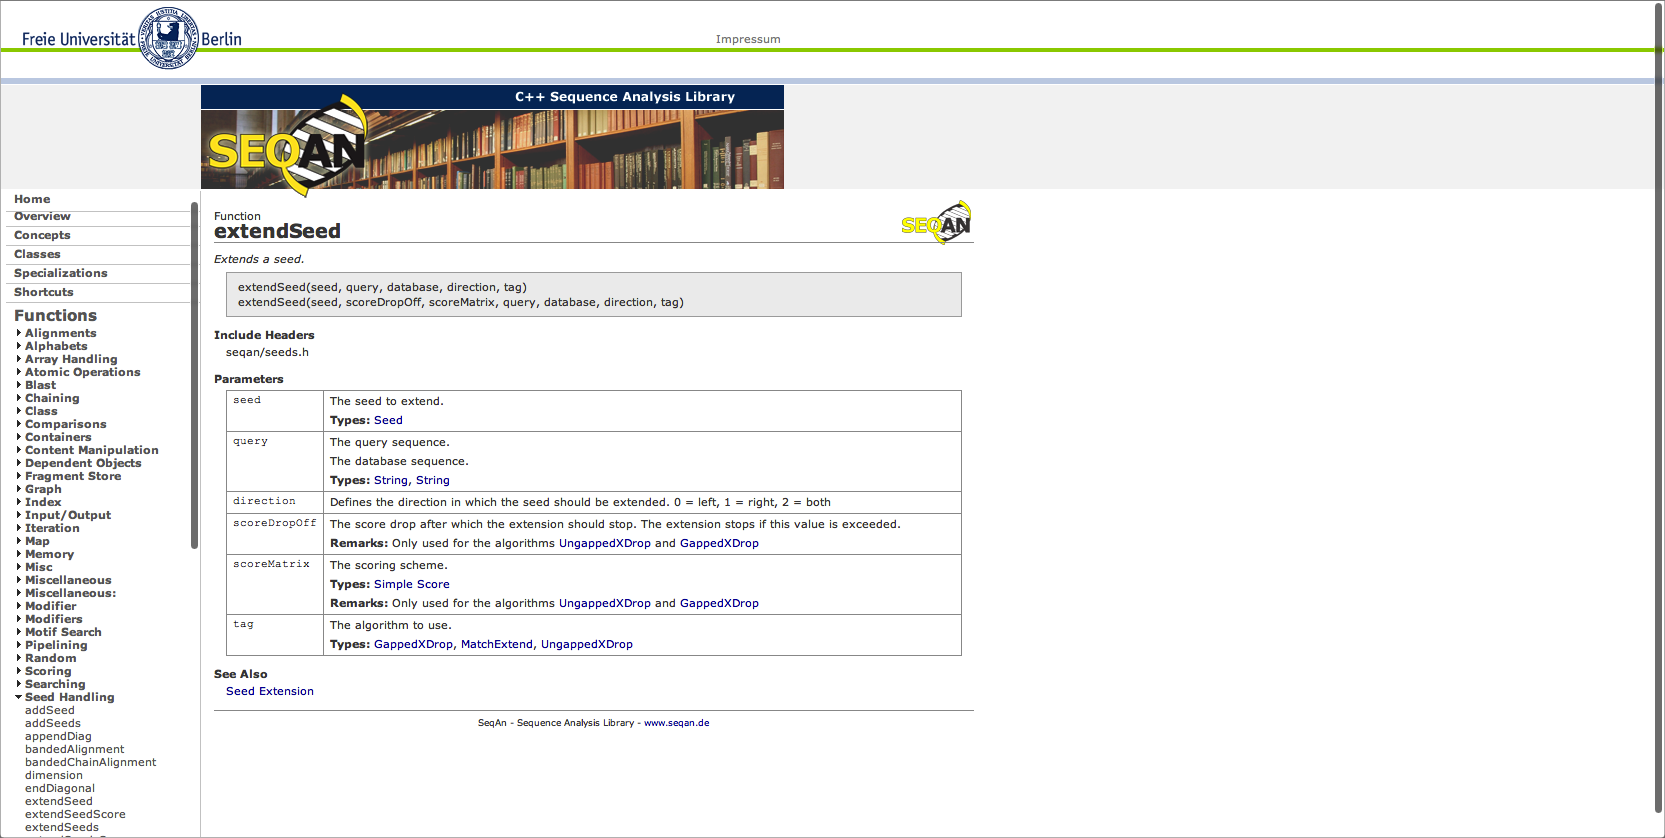 Freie Universität Berlin
Impressum
C++ Sequence Analysis Library
SEQAN
Home
Overview
Concepts
Classes
Specializations
Shortcuts
Functions
Alignments
Alphabets
Array Handling
Atomic Operations
Blast
Chaining
Class
Comparisons
Containers
Content Manipulation
Dependent Objects
Fragment Store
Graph
Index
Input/Output
Iteration
Map
Memory
Misc
Miscellaneous
Miscellaneous:
Modifier
Modifiers
Motif Search
Pipelining
Random
Scoring
Searching
Seed Handling
addSeed
addSeeds
appendDiag
bandedAlignment
bandedChainAlignment
dimension
endDiagonal
extendSeed
extendSeedScore
extendSeeds
Function
extendSeed
SEQAN
Extends a seed.
extendSeed(seed, query, database, direction, tag)
extendSeed(seed, scoreDropOff, scoreMatrix, query, database, direction, tag)
Include Headers
seqan/seeds.h
Parameters
seed
The seed to extend.
Types: Seed
query
The query sequence.
The database sequence.
Types: String, String
direction
Defines the direction in which the seed should be extended. 0 = left, 1 = right, 2 = both
scoreDropOff
The score drop after which the extension should stop. The extension stops if this value is exceeded.
Remarks: Only used for the algorithms UngappedXDrop and GappedXDrop
scoreMatrix
The scoring scheme.
Types: Simple Score
Remarks: Only used for the algorithms UngappedXDrop and GappedXDrop
tag
The algorithm to use.
Types: GappedXDrop, MatchExtend, UngappedXDrop
See Also
Seed Extension
SeqAn - Sequence Analysis Library - www.seqan.de